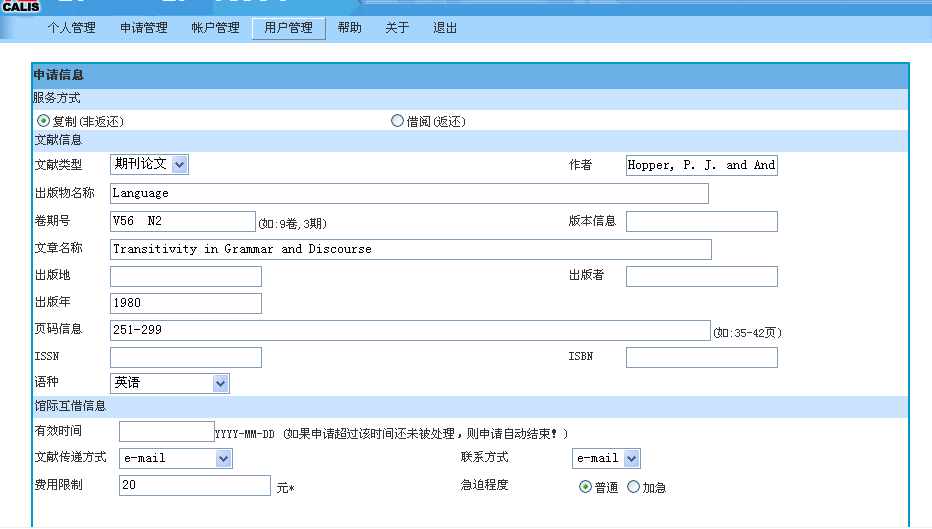 CALIS
个人管理 申请管理 帐户管理 用户管理 帮助 关于 退出
申请信息
服务方式
复制(非返还) 借阅(返还)
文献信息
文献类型 期刊论文 作者 Hopper, P. J. and And
出版物名称 Language
卷期号 V56 N2 (如:9卷,3期) 版本信息
文章名称 Transitivity in Grammar and Discourse
出版地 出版者
出版年 1980
页码信息 251-299 (如:35-42页)
ISSN ISBN
语种 英语
馆际互借信息
有效时间 YYYY-MM-DD (如果申请超过该时间还未被处理,则申请自动结束!)
文献传递方式 e-mail 联系方式 e-mail
费用限制 20 元* 急迫程度 普通 加急